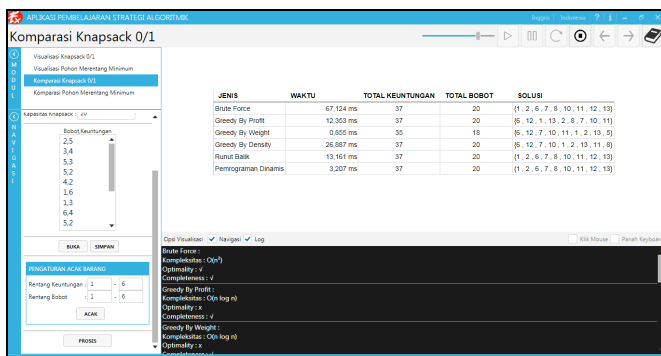 APLIKASI PEMBELAJARAN STRATEGI ALGORITMIK
Inggris Indonesia ? i – X
Komparasi Knapsack 0/1
MODUL
Visualisasi Knapsack 0/1
Visualisasi Pohon Merentang Minimum
Komparasi Knapsack 0/1
Komparasi Pohon Merentang Minimum
NAVIGASI
Kapasitas Knapsack :
Bobot,Keuntungan
2,5
3,4
5,3
5,2
4,2
1,6
1,3
6,4
5,2
BUKA SIMPAN
PENGATURAN ACAK BARANG
Rentang Keuntungan : 1 - 6
Rentang Bobot : 1 - 6
ACAK
PROSES
JENIS WAKTU TOTAL KEUNTUNGAN TOTAL BOBOT SOLUSI
Brute Force 67,124 ms 37 20 {1 , 2 , 6 , 7 , 8 , 10 , 11 , 12 , 13}
Greedy By Profit 12,353 ms 37 20 {6 , 12 , 1 , 13 , 2 , 8 , 7 , 10 , 11}
Greedy By Weight 0,855 ms 35 18 {6 , 12 , 7 , 10 , 11 , 1 , 2 , 13 , 5}
Greedy By Density 26,887 ms 37 20 {6 , 12 , 7 , 10 , 1 , 2 , 13 , 11 , 8}
Runut Balik 13,161 ms 37 20 {1 , 2 , 6 , 7 , 8 , 10 , 11 , 12 , 13}
Pemrograman Dinamis 3,207 ms 37 20 {1 , 2 , 6 , 7 , 8 , 10 , 11 , 12 , 13}
Opsi Visualisasi Navigasi Log Klik Mouse Panah Keyboard
Brute Force :
Kompleksitas : O(n²)
Optimality : √
Completeness : √
Greedy By Profit :
Kompleksitas : O(n log n)
Optimality : x
Completeness : √
Greedy By Weight :
Kompleksitas : O(n log n)
Optimality : x
Completeness : √